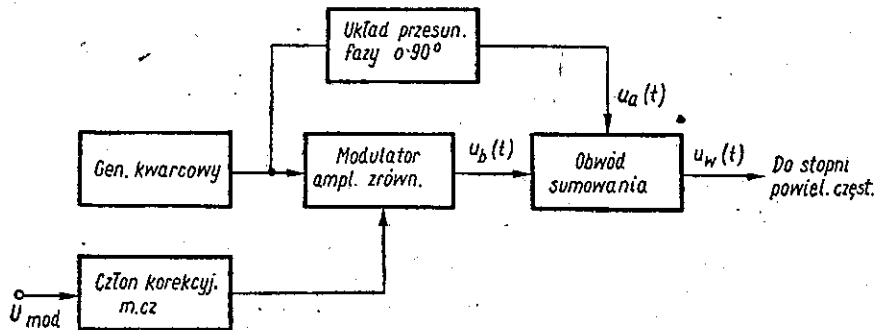 Układ przesun.
fazy o 90°
u_a(t)
Gen. kwarcowy
Modulator
ampl. zrówn.
u_b(t)
Obwód
sumowania
u_w(t)
Do stopni
powiel. częst.
Człon korekcyj.
m.cz
U_mod